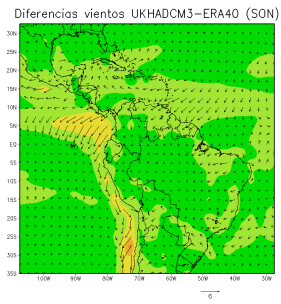 Diferencias vientos UKHADCM3-ERA40 (SON)
30N
25N
20N
15N
10N
5N
EQ
5S
10S
15S
20S
25S
30S
35S
100W 90W 80W 70W 60W 50W 40W 30W
6